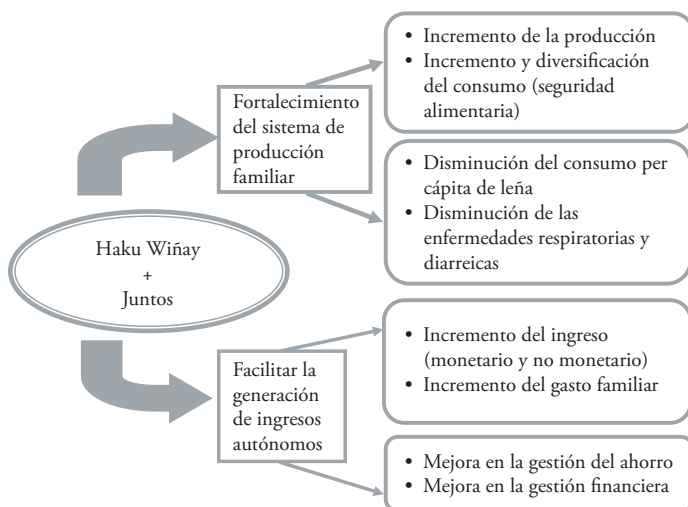 Haku Wiñay
+
Juntos
Fortalecimiento
del sistema de
producción
familiar
• Incremento de la producción
• Incremento y diversificación
del consumo (seguridad
alimentaria)
• Disminución del consumo per
cápita de leña
• Disminución de las
enfermedades respiratorias y
diarreicas
Facilitar la
generación
de ingresos
autónomos
• Incremento del ingreso
(monetario y no monetario)
• Incremento del gasto familiar
• Mejora en la gestión del ahorro
• Mejora en la gestión financiera